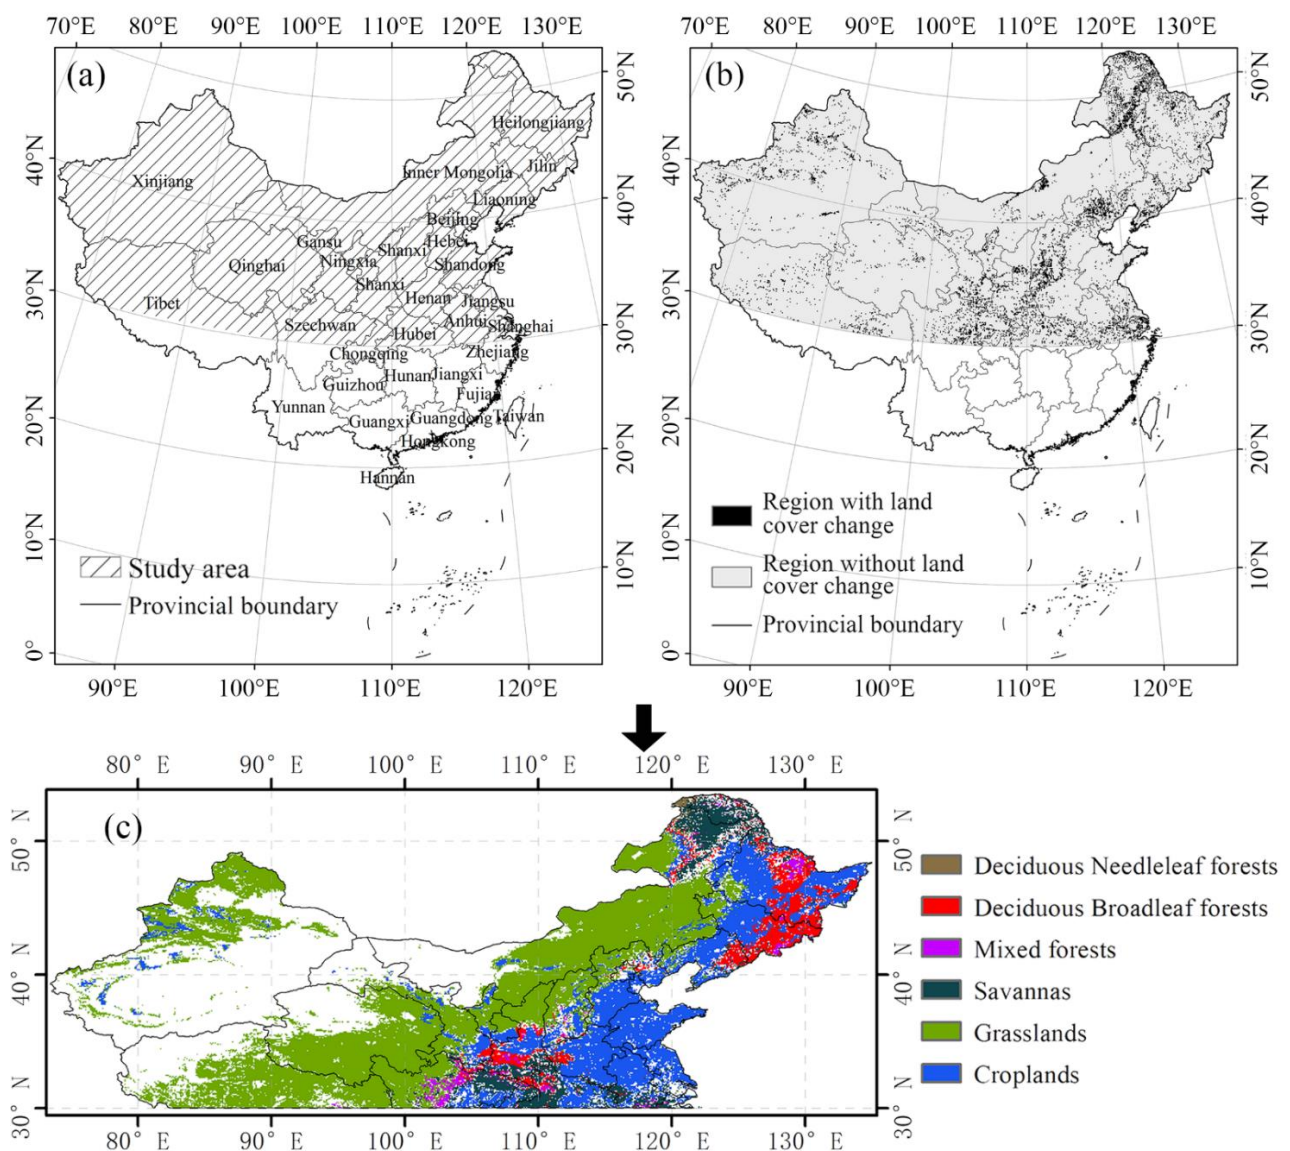 70°E 80°E 90°E 100°E 110°E 120°E 130°E
70°E 80°E 90°E 100°E 110°E 120°E 130°E
(a)
50°N
40°N
30°N
20°N
10°N
0°
40°N
30°N
20°N
10°N
Heilongjiang
Jilin
Inner Mongolia
Xinjiang
Liaoning
Beijing
Gansu
Shanxi
Hebei
Qinghai
Ningxia
Shandong
Shanxi
Henan
Jiangsu
Tibet
Szechwan
Hubei
Anhui
Shanghai
Chongqing
Zhejiang
Guizhou
Hunan
Jiangxi
Fujian
Yunnan
Guangxi
Guangdong
Taiwan
Hongkong
Hannan
Study area
Provincial boundary
90°E 100°E 110°E 120°E
(b)
50°N
40°N
30°N
20°N
10°N
0°
40°N
30°N
20°N
10°N
Region with land
cover change
Region without land
cover change
Provincial boundary
90°E 100°E 110°E 120°E
80° E 90° E 100° E 110° E 120° E 130° E
(c)
50° N
40° N
30° N
50° N
40° N
30° N
Deciduous Needleleaf forests
Deciduous Broadleaf forests
Mixed forests
Savannas
Grasslands
Croplands
80° E 90° E 100° E 110° E 120° E 130° E